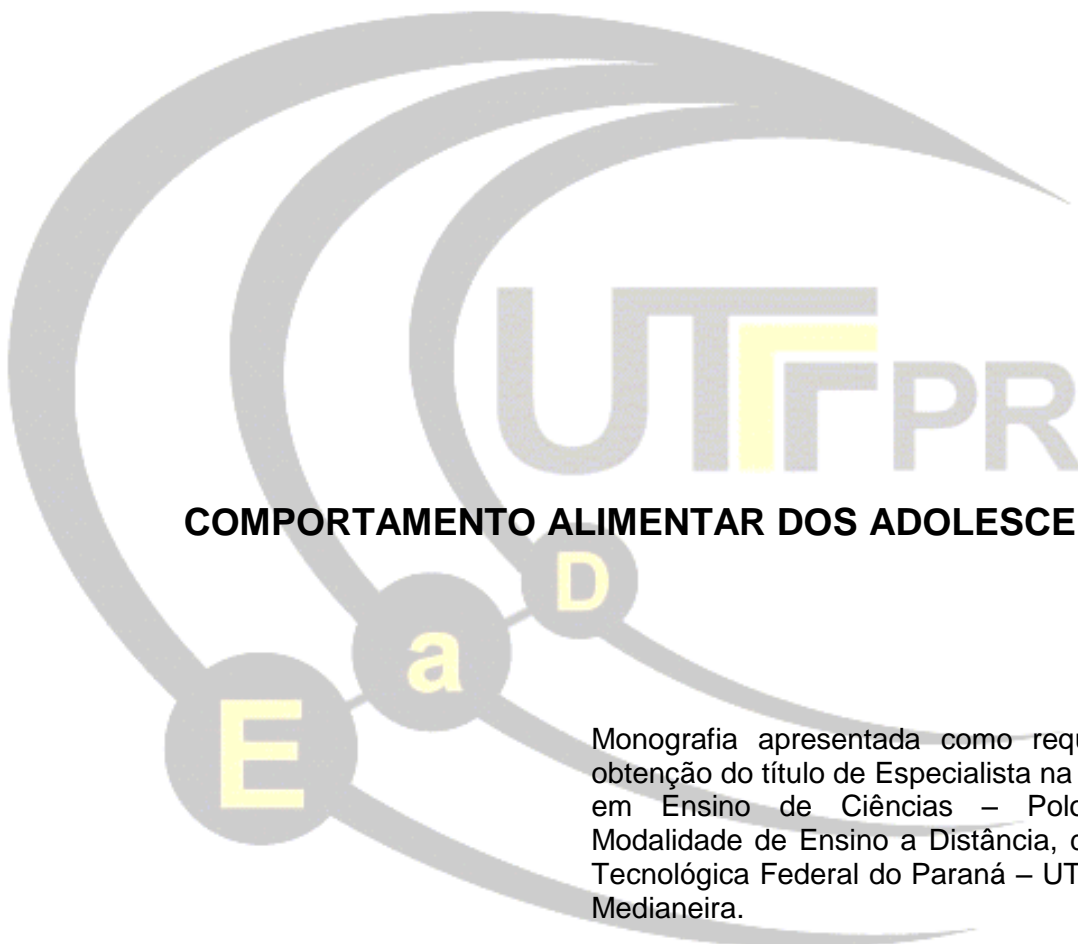 UTFPR
COMPORTAMENTO ALIMENTAR DOS ADOLESCE
D
a
E
Monografia apresentada como requ
obtenção do título de Especialista na
em Ensino de Ciências – Polo
Modalidade de Ensino a Distância,
Tecnológica Federal do Paraná – UT
Medianeira.